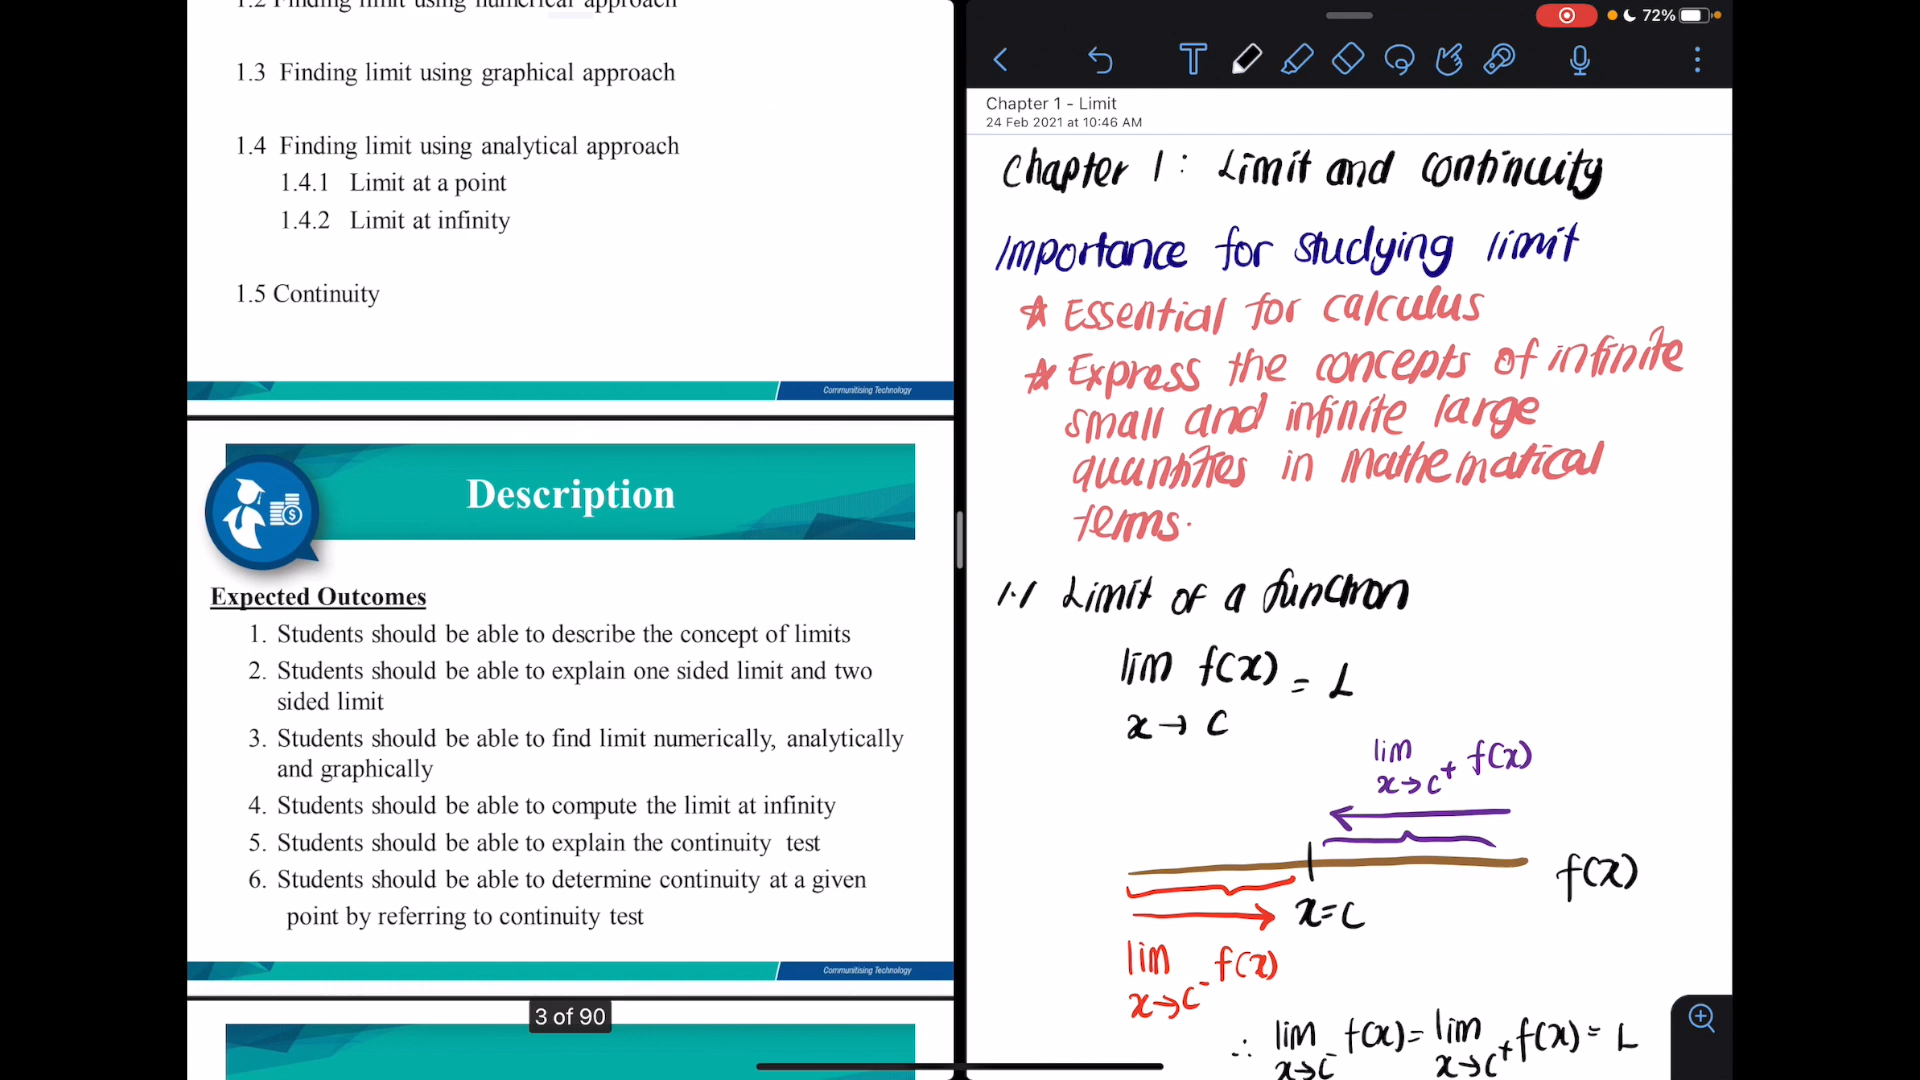 1.2 Finding limit using numerical approach
1.3 Finding limit using graphical approach
1.4 Finding limit using analytical approach
1.4.1 Limit at a point
1.4.2 Limit at infinity
1.5 Continuity
Communitising Technology
Description
Expected Outcomes
1. Students should be able to describe the concept of limits
2. Students should be able to explain one sided limit and two
sided limit
3. Students should be able to find limit numerically, analytically
and graphically
4. Students should be able to compute the limit at infinity
5. Students should be able to explain the continuity test
6. Students should be able to determine continuity at a given
point by referring to continuity test
Communitising Technology
3 of 90
72%
Chapter 1 - Limit
24 Feb 2021 at 10:46 AM
Chapter 1: Limit and Continuity
Importance for studying limit
* Essential for calculus
* Express the concepts of infinite
small and infinite large
quantities in mathematical
terms.
1.1 Limit of a function
lim f(x) = L
x→c
lim f(x)
x→c⁺
f(x)
x=c
lim f(x)
x→c⁻
∴ lim f(x) = lim f(x) = L
x→c⁻ x→c⁺